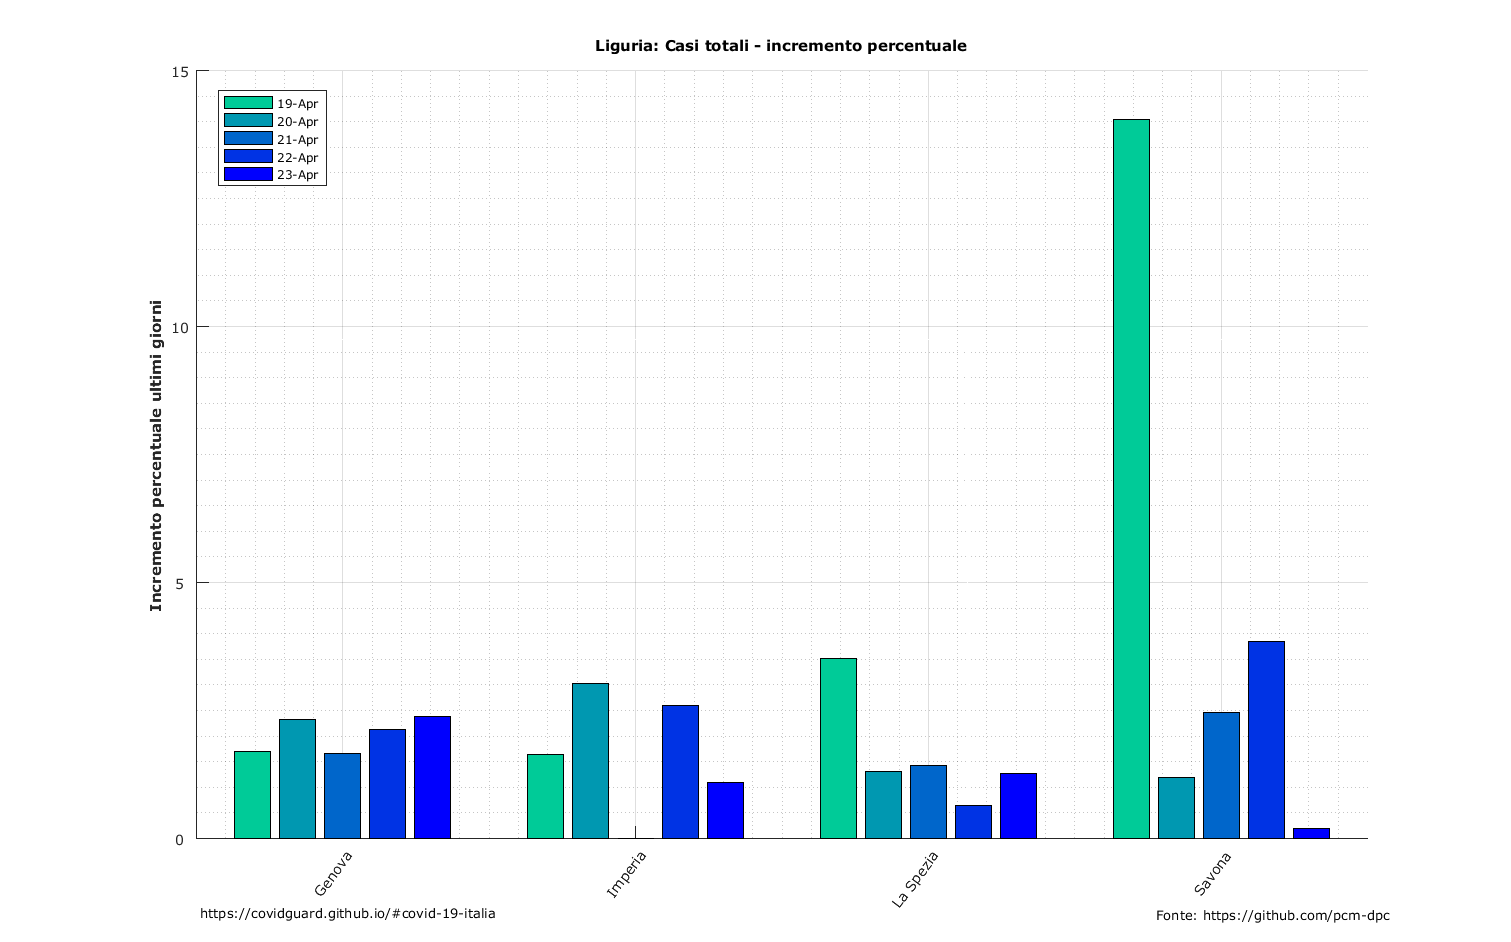 Liguria: Casi totali - incremento percentuale
15
10
5
0
19-Apr
20-Apr
21-Apr
22-Apr
23-Apr
Incremento percentuale ultimi giorni
Genova
Imperia
La Spezia
Savona
https://covidguard.github.io/#covid-19-italia
Fonte: https://github.com/pcm-dpc